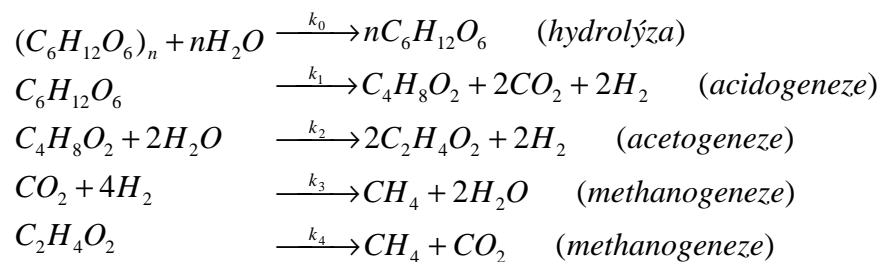 (C₆H₁₂O₆)ₙ + nH₂O —k₀→ nC₆H₁₂O₆ (hydrolýza)
C₆H₁₂O₆ —k₁→ C₄H₈O₂ + 2CO₂ + 2H₂ (acidogeneze)
C₄H₈O₂ + 2H₂O —k₂→ 2C₂H₄O₂ + 2H₂ (acetogeneze)
CO₂ + 4H₂ —k₃→ CH₄ + 2H₂O (methanogeneze)
C₂H₄O₂ —k₄→ CH₄ + CO₂ (methanogeneze)